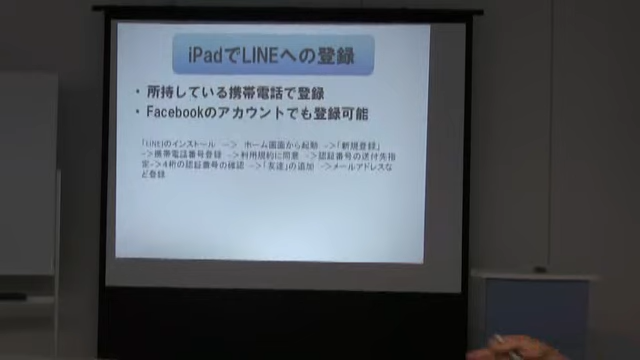 iPadでLINEへの登録
・所持している携帯電話で登録
・Facebookのアカウントでも登録可能
「LINE」のインストール -> ホーム画面から起動 ->「新規登録」
->携帯電話番号登録 ->利用規約に同意 ->認証番号の送付先指
定->4桁の認証番号の確認 ->「友達」の追加 ->メールアドレスな
ど登録